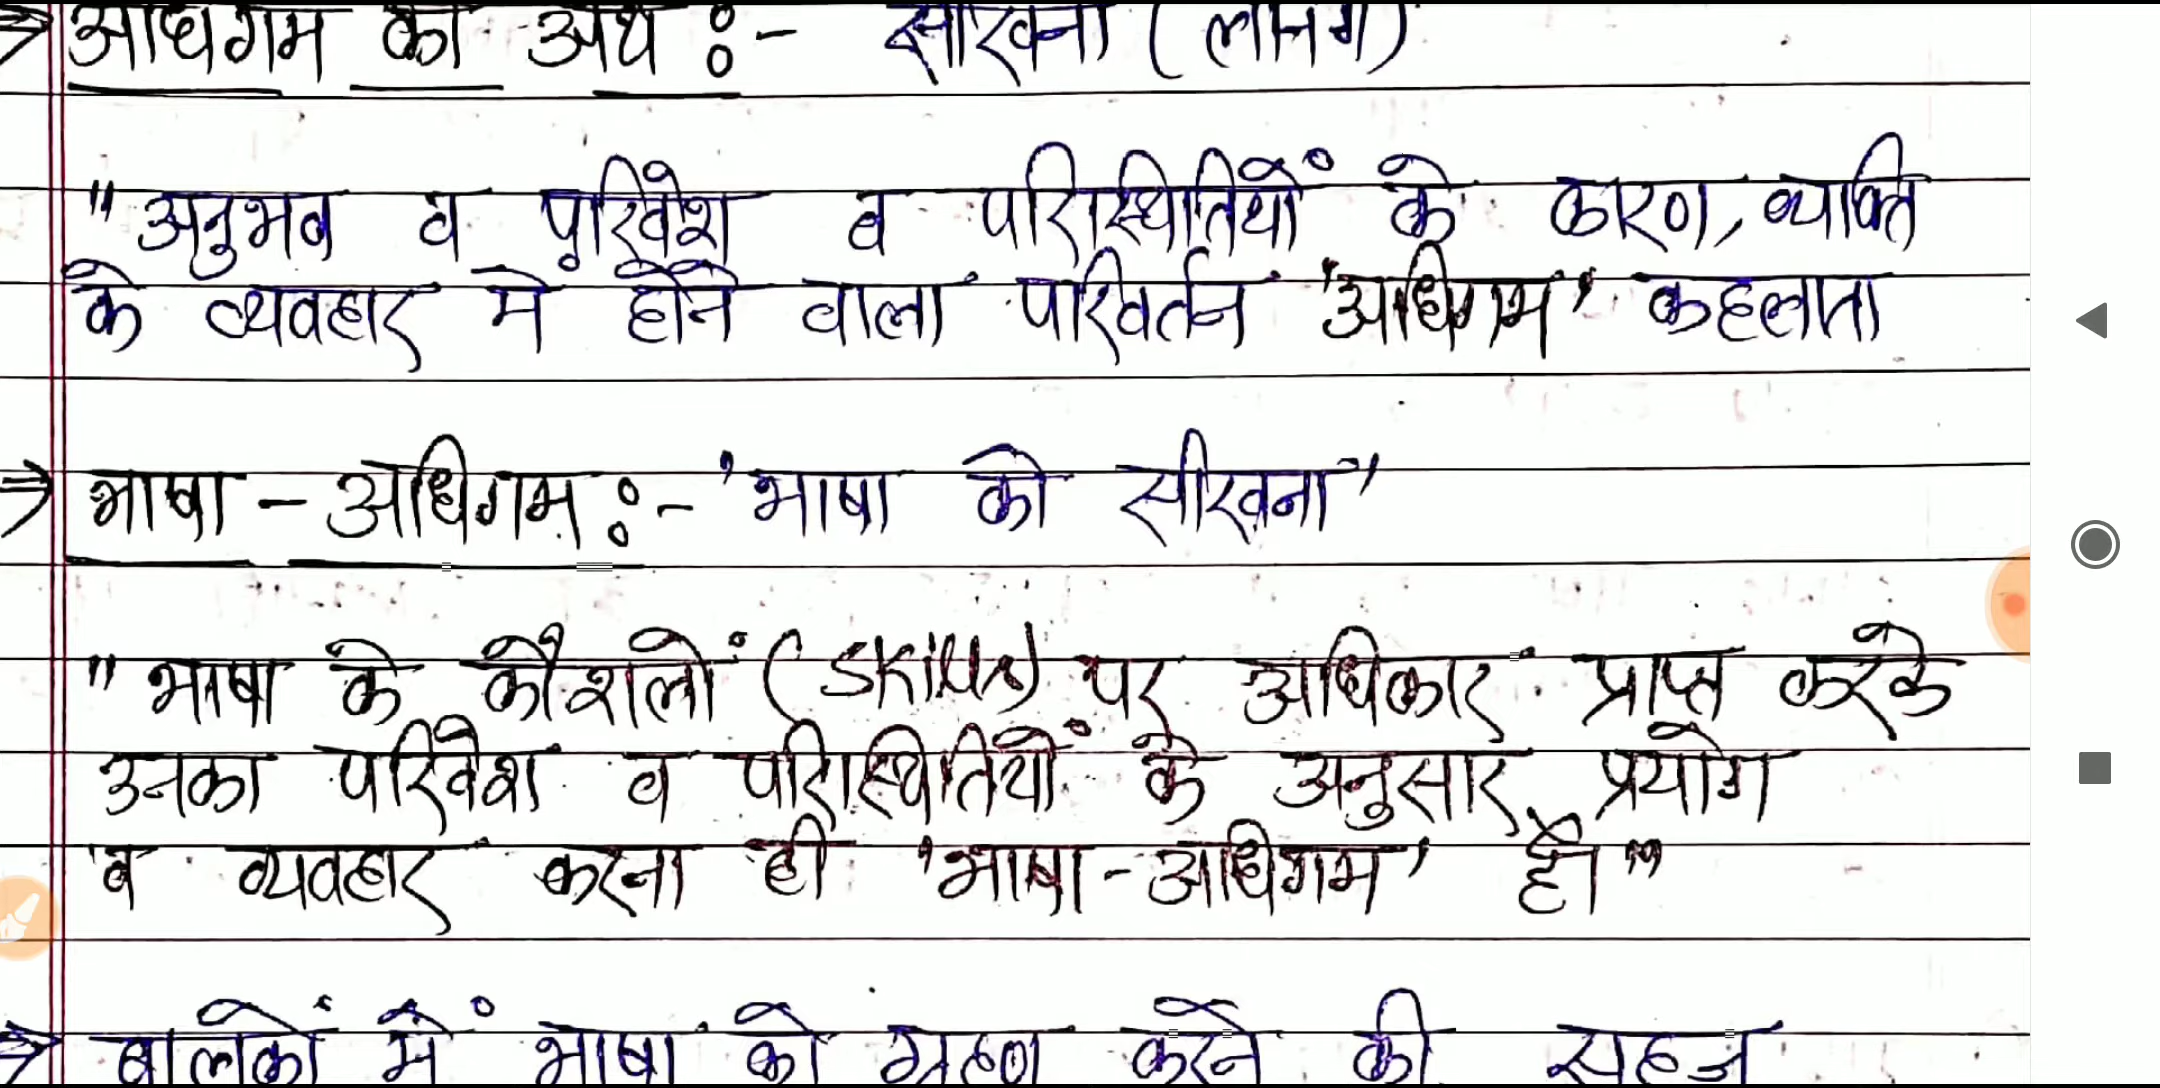 ⇒ अधिगम का अर्थ :- सीखना (लर्निंग)
"अनुभव व परिवेश व परिस्थितियों के कारण, व्यक्ति
के व्यवहार मे होने वाला परिवर्तन 'अधिगम' कहलाता
⇒ भाषा - अधिगम :- 'भाषा को सीखना'
"भाषा के कौशलों (Skills) पर अधिकार प्राप्त करके
उनका परिवेश व परिस्थितियों के अनुसार प्रयोग
व व्यवहार करना ही 'भाषा-अधिगम' है।"
⇒ बालकों में भाषा को ग्रहण करने की सहज